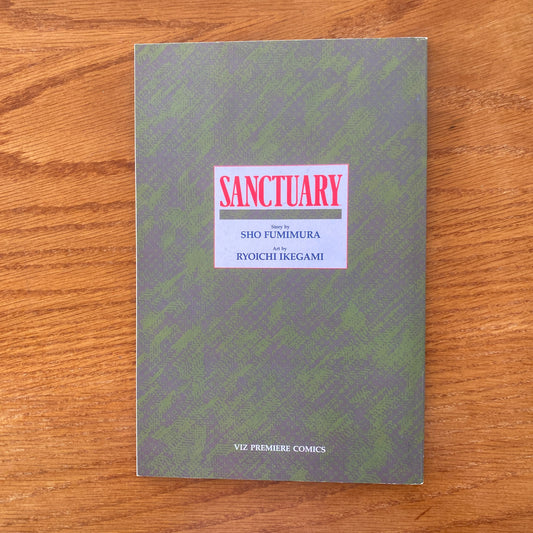 SANCTUARY
Story by
SHO FUMIMURA
Art by
RYOICHI IKEGAMI
VIZ PREMIERE COMICS